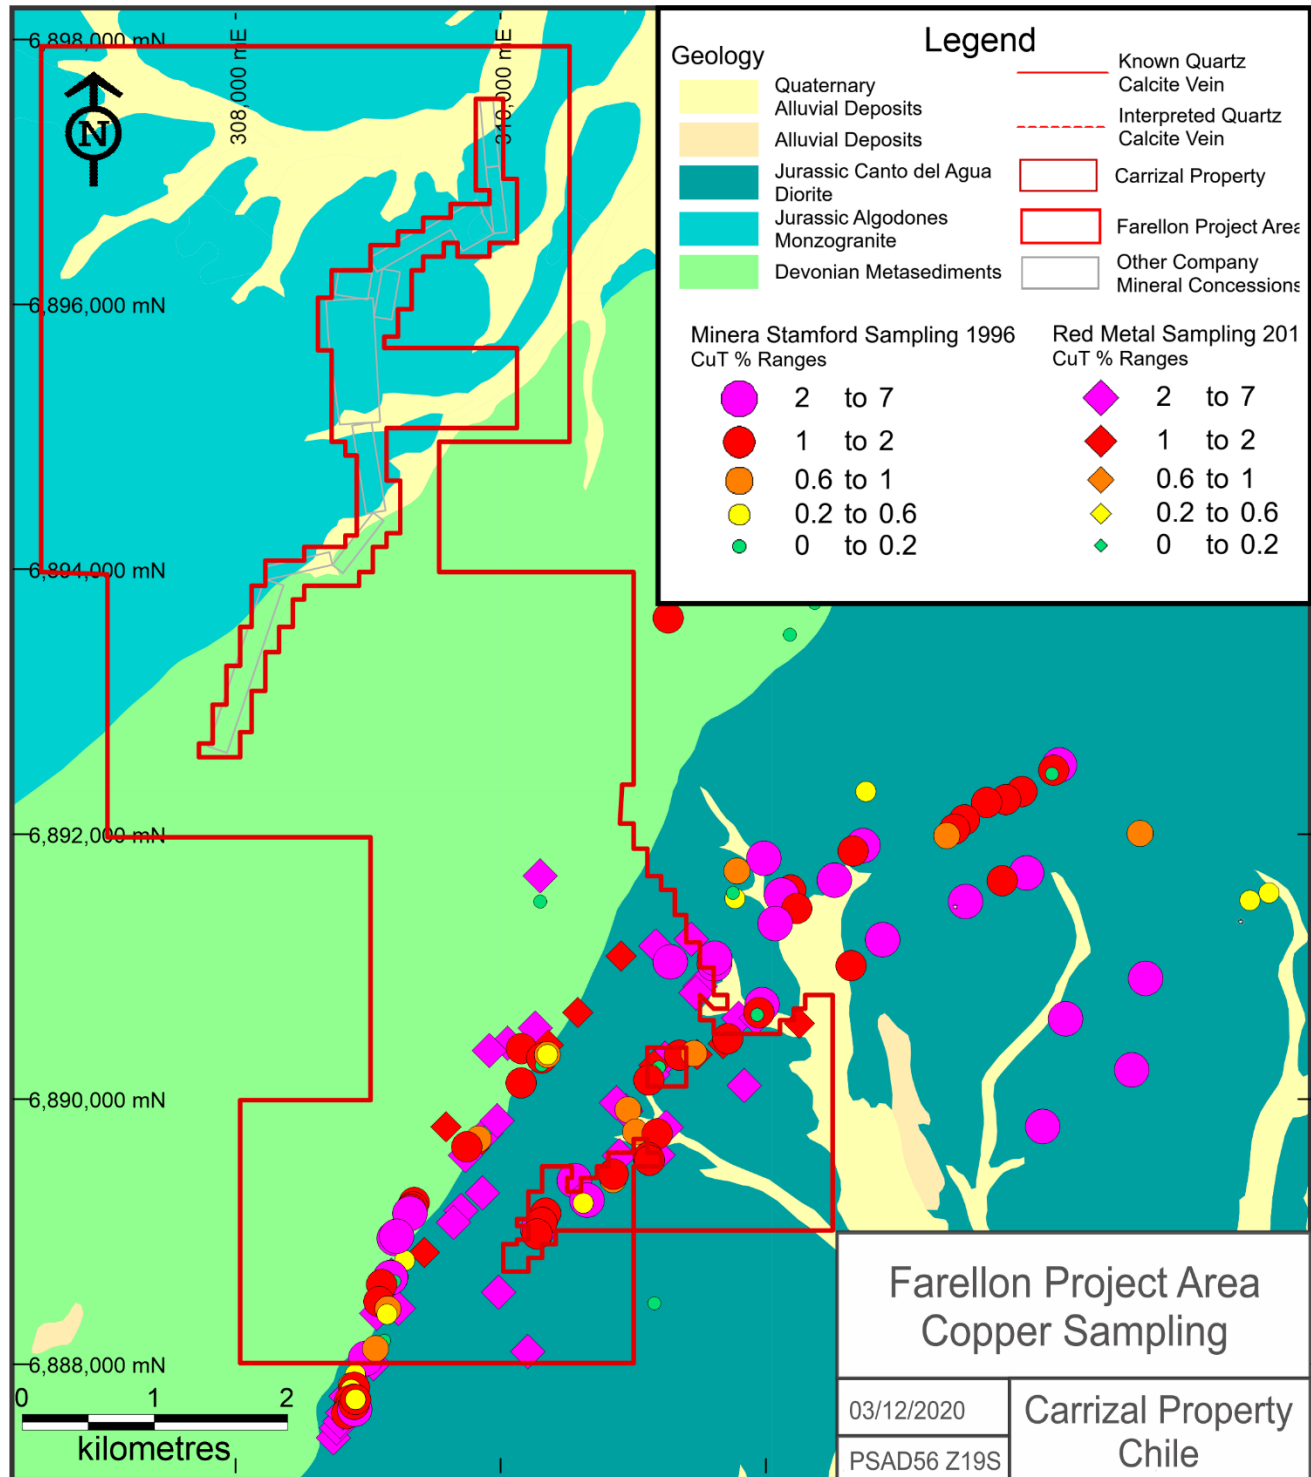 6,898,000 mN
308,000 mE
310,000 mE
N
6,896,000 mN
6,894,000 mN
6,892,000 mN
6,890,000 mN
6,888,000 mN
Legend
Geology
Quaternary
Alluvial Deposits
Alluvial Deposits
Jurassic Canto del Agua
Diorite
Jurassic Algodones
Monzogranite
Devonian Metasediments
Known Quartz
Calcite Vein
Interpreted Quartz
Calcite Vein
Carrizal Property
Farellon Project Area
Other Company
Mineral Concessions
Minera Stamford Sampling 1996
CuT % Ranges
2 to 7
1 to 2
0.6 to 1
0.2 to 0.6
0 to 0.2
Red Metal Sampling 201
CuT % Ranges
2 to 7
1 to 2
0.6 to 1
0.2 to 0.6
0 to 0.2
0 1 2
kilometres
Farellon Project Area
Copper Sampling
03/12/2020
PSAD56 Z19S
Carrizal Property
Chile